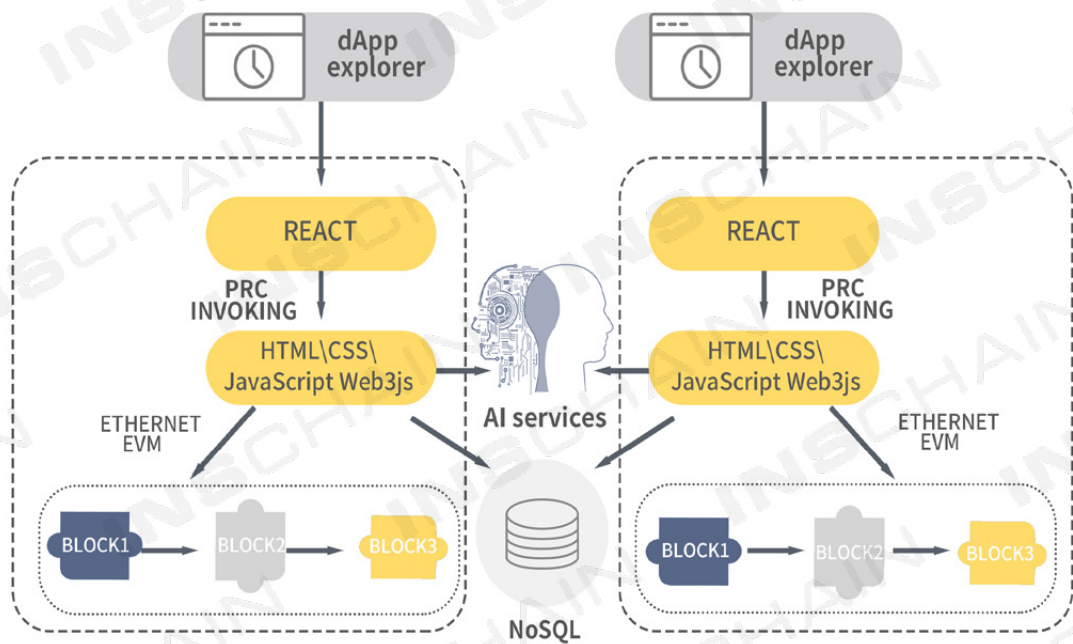 dApp
explorer
dApp
explorer
REACT
REACT
PRC
INVOKING
PRC
INVOKING
HTML\CSS\
JavaScript Web3js
HTML\CSS\
JavaScript Web3js
AI services
ETHERNET
EVM
ETHERNET
EVM
BLOCK1
BLOCK2
BLOCK3
BLOCK1
BLOCK2
BLOCK3
NoSQL
INSCHAIN